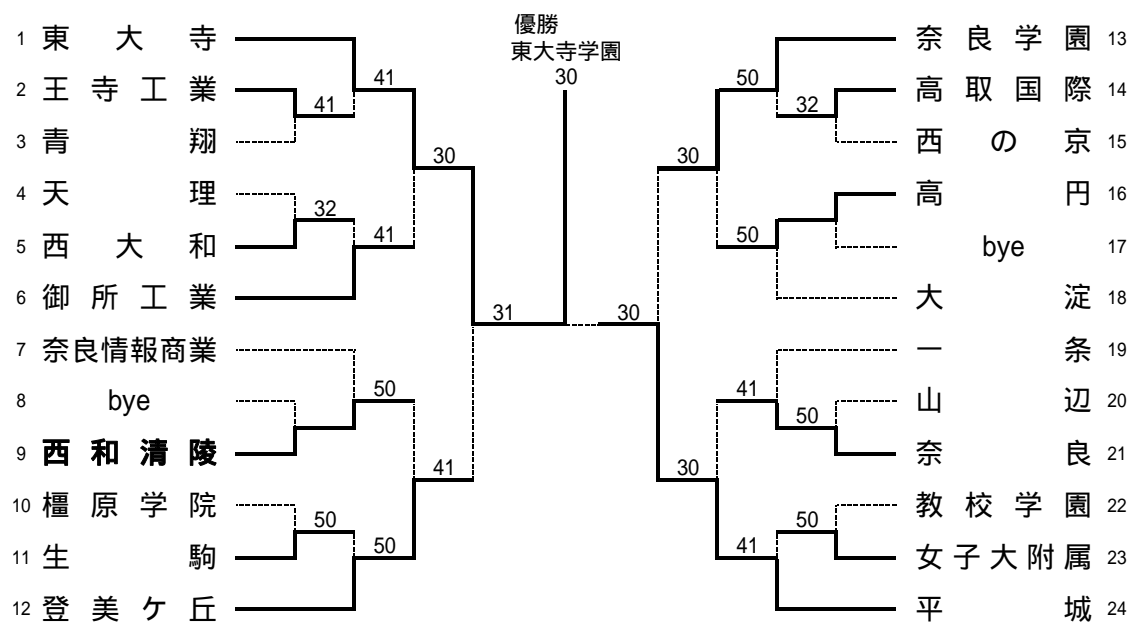 優勝
東大寺学園
30
1 東大寺
2 王寺工業
3 青翔
4 天理
5 西大和
6 御所工業
7 奈良情報商業
8 bye
9 西和清陵
10 橿原学院
11 生駒
12 登美ケ丘
41
41
32
41
30
50
50
50
41
31
奈良学園 13
高取国際 14
西の京 15
高円 16
bye 17
大淀 18
一条 19
山辺 20
奈良 21
教校学園 22
女子大附属 23
平城 24
50
32
50
30
41
50
50
41
30
30